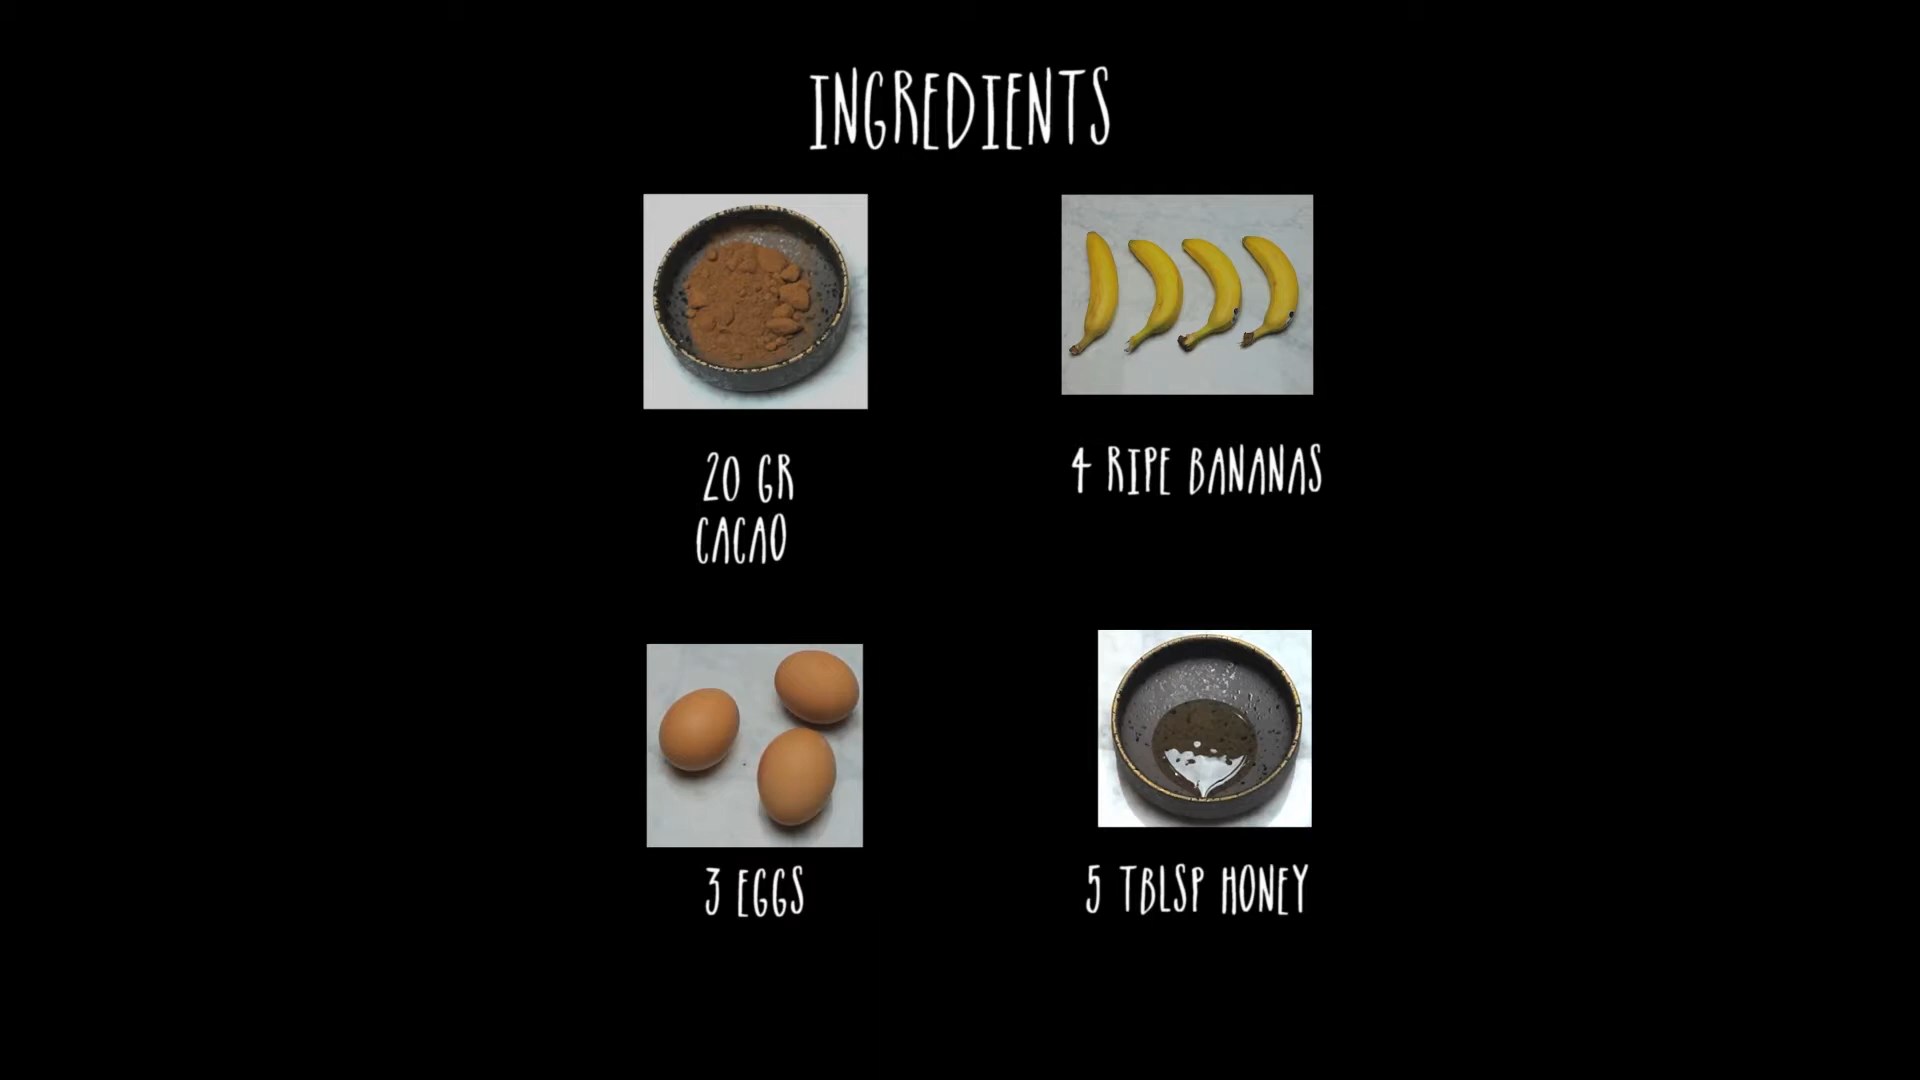 INGREDIENTS
20 GR
CACAO
4 RIPE BANANAS
3 EGGS
5 TBLSP HONEY